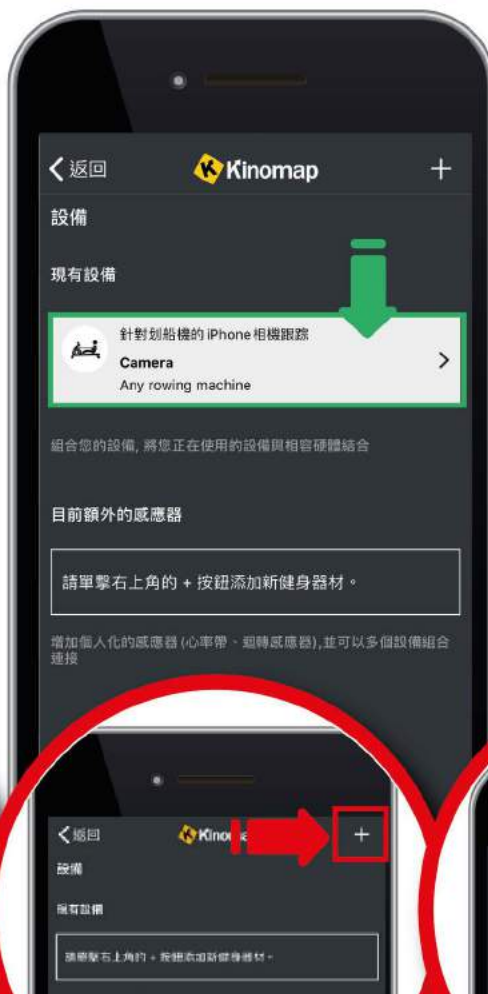 返回
Kinomap
+
設備
現有設備
針對划船機的 iPhone 相機跟踪
Camera
Any rowing machine
組合您的設備, 將您正在使用的設備與相容硬體結合
目前額外的感應器
請單擊右上角的 + 按鈕添加新健身器材。
增加個人化的感應器 (心率帶、迴轉感應器),並可以多個設備組合
連接
返回
Kino
+
設備
現有設備
請單擊右上角的 + 按鈕添加新健身器材。